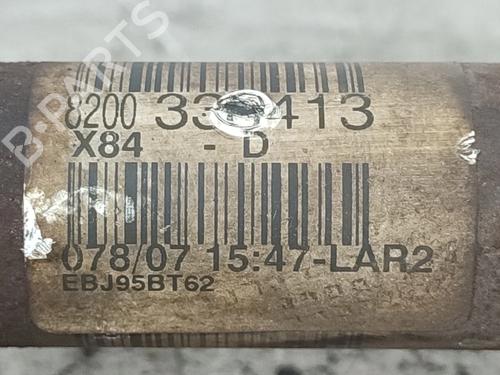 B-PARTS
X84 - D
078/07 15:47-LAR2
EBJ95BT62
8200